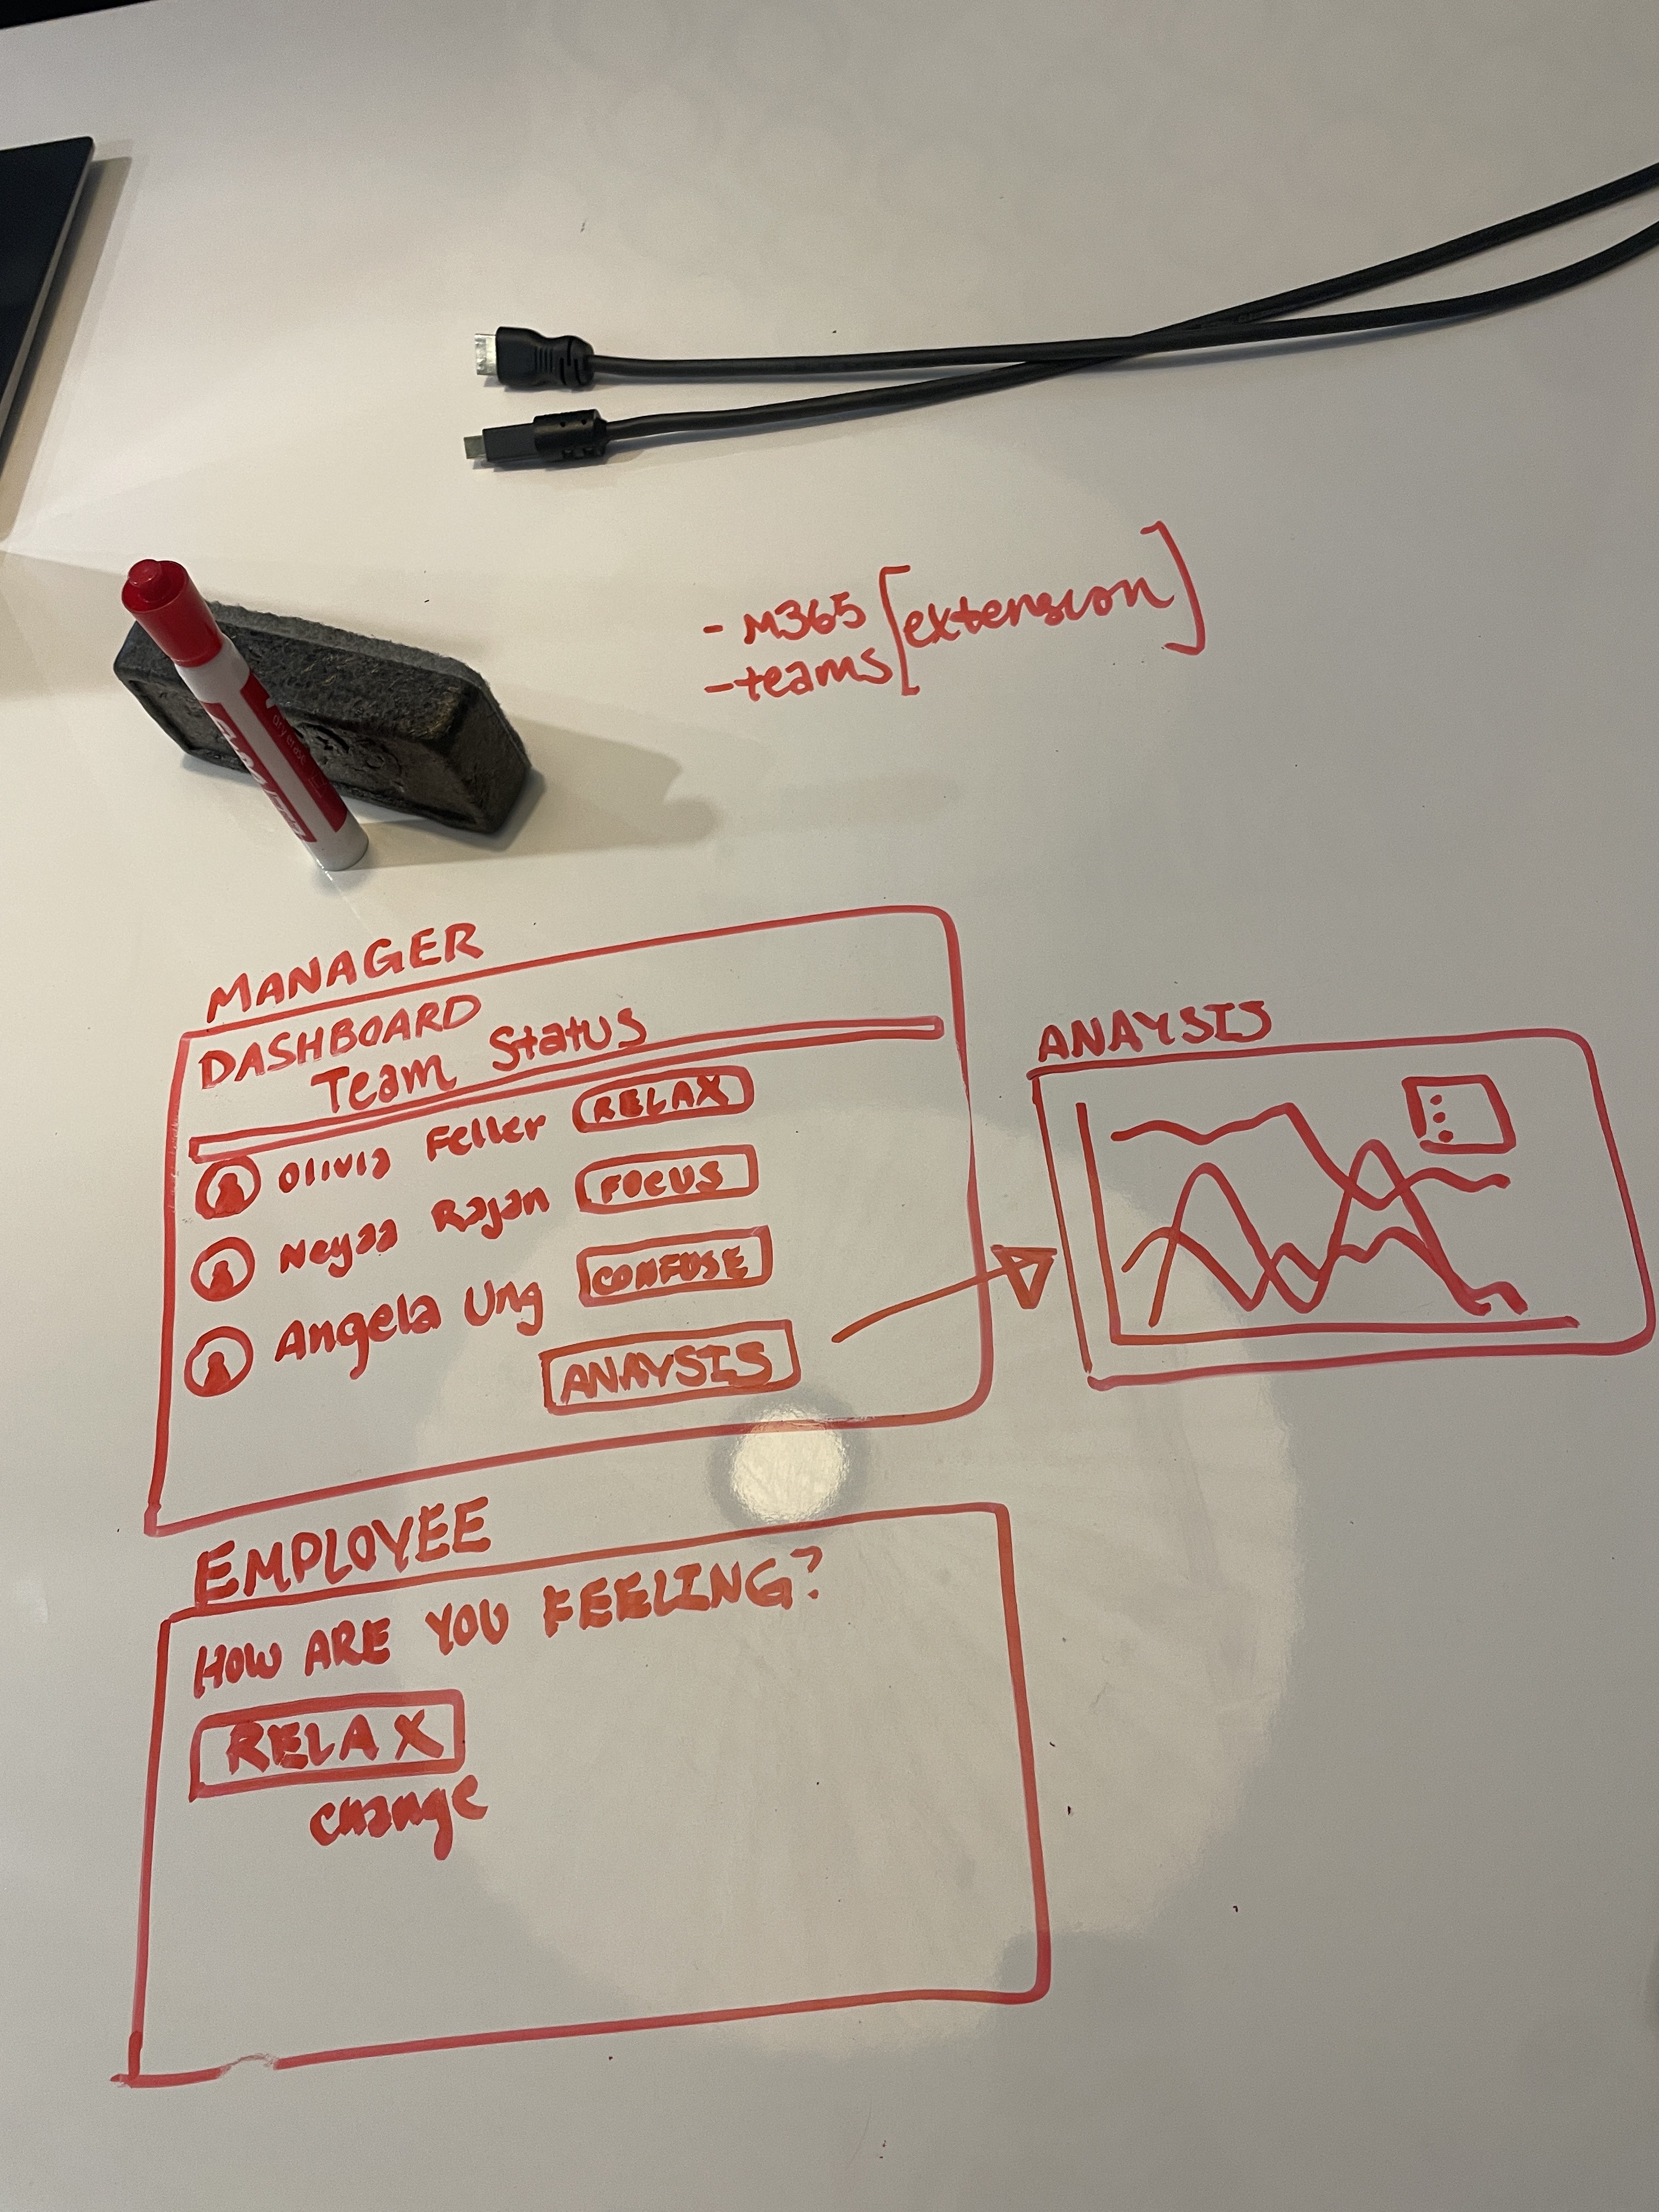 - M365 [extension]
- teams
MANAGER
DASHBOARD
Team Status
Olivia Feller RELAX
Neyaa Rajan FOCUS
Angela Ung CONFUSE
ANAYSIS
ANAYSIS
EMPLOYEE
HOW ARE YOU FEELING?
RELAX
change